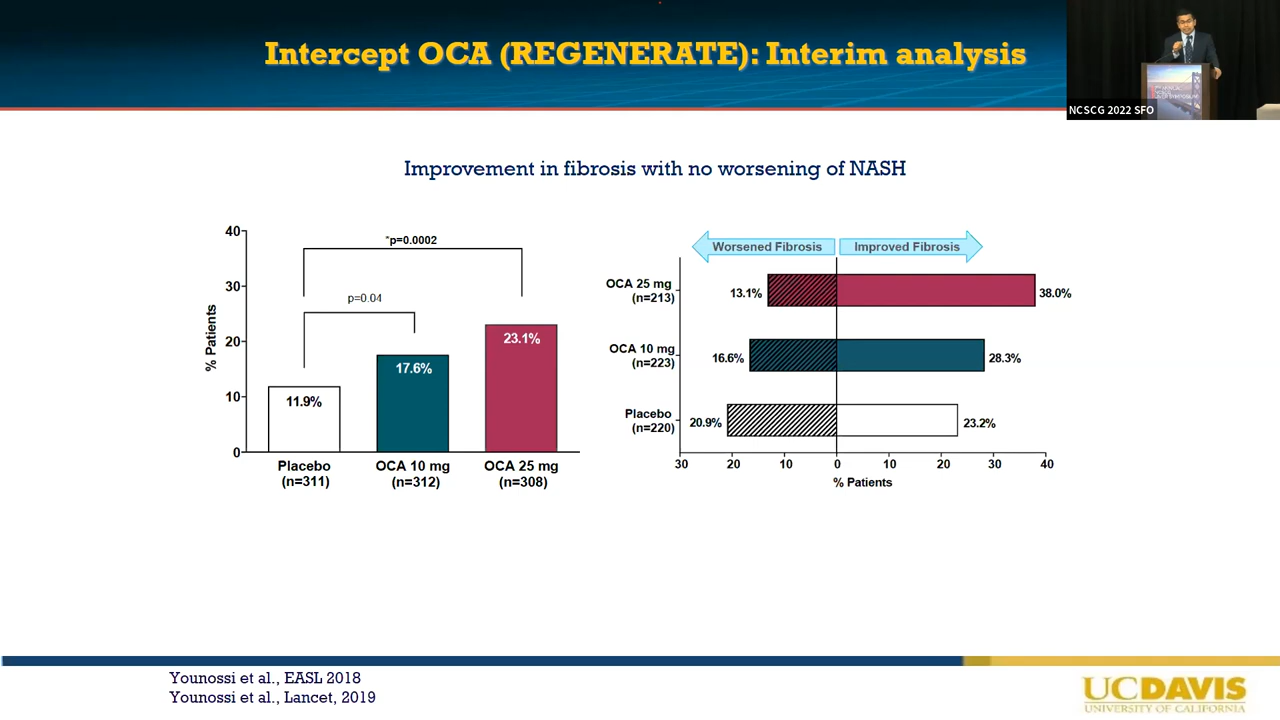 Intercept OCA (REGENERATE): Interim analysis
NCSCG 2022 SFO
Improvement in fibrosis with no worsening of NASH
40
30
20
10
0
% Patients
*p=0.0002
p=0.04
11.9%
17.6%
23.1%
Placebo
(n=311)
OCA 10 mg
(n=312)
OCA 25 mg
(n=308)
Worsened Fibrosis
Improved Fibrosis
OCA 25 mg
(n=213)
13.1%
38.0%
OCA 10 mg
(n=223)
16.6%
28.3%
Placebo
(n=220)
20.9%
23.2%
30 20 10 0 10 20 30 40
% Patients
Younossi et al., EASL 2018
Younossi et al., Lancet, 2019
UCDAVIS
UNIVERSITY OF CALIFORNIA